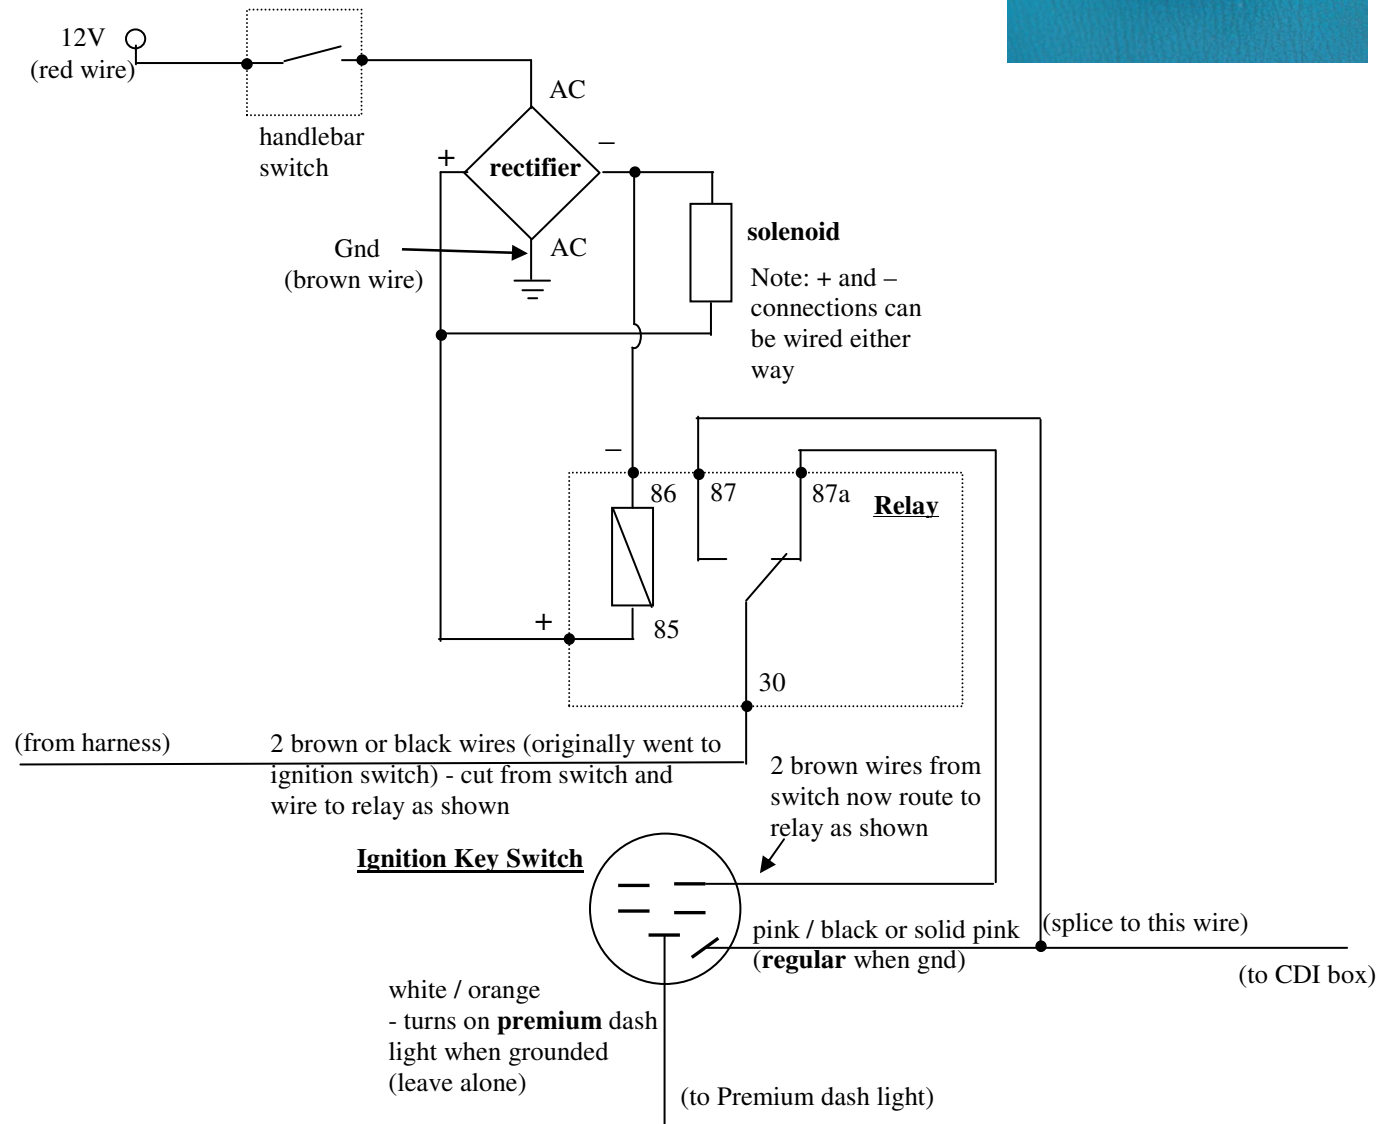 12V
(red wire)
handlebar
switch
AC
+
–
rectifier
Gnd
(brown wire)
AC
solenoid
Note: + and –
connections can
be wired either
way
–
86
87
87a
Relay
+
85
30
(from harness)
2 brown or black wires (originally went to
ignition switch) - cut from switch and
wire to relay as shown
2 brown wires from
switch now route to
relay as shown
Ignition Key Switch
pink / black or solid pink
(regular when gnd)
(splice to this wire)
(to CDI box)
white / orange
- turns on premium dash
light when grounded
(leave alone)
(to Premium dash light)